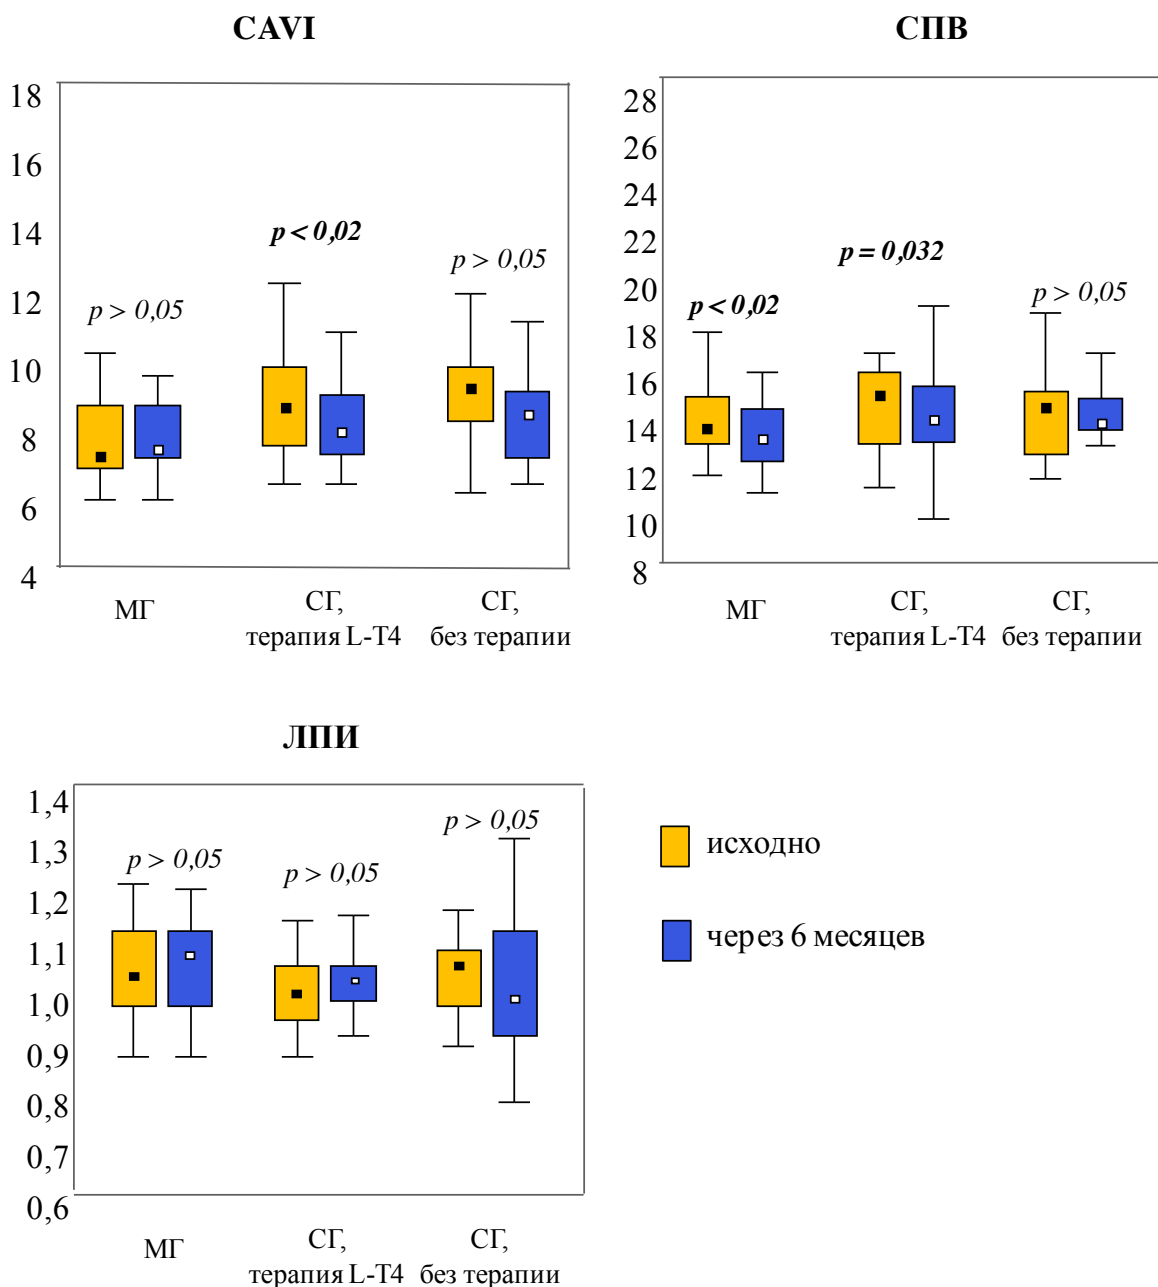 CAVI
18
16
14
12
10
8
6
4
p > 0,05
p < 0,02
p > 0,05
МГ
СГ,
терапия L-T4
СГ,
без терапии
СПВ
28
26
24
22
20
18
16
14
12
10
8
p < 0,02
p = 0,032
p > 0,05
МГ
СГ,
терапия L-T4
СГ,
без терапии
ЛПИ
1,4
1,3
1,2
1,1
1,0
0,9
0,8
0,7
0,6
p > 0,05
p > 0,05
p > 0,05
МГ
СГ,
терапия L-T4
СГ,
без терапии
исходно
через 6 месяцев